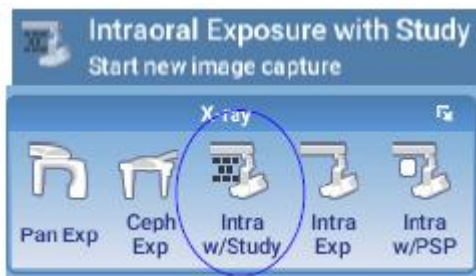 Intraoral Exposure with Study
Start new image capture
X-ray
Pan Exp
Ceph Exp
Intra w/Study
Intra Exp
Intra w/PSP